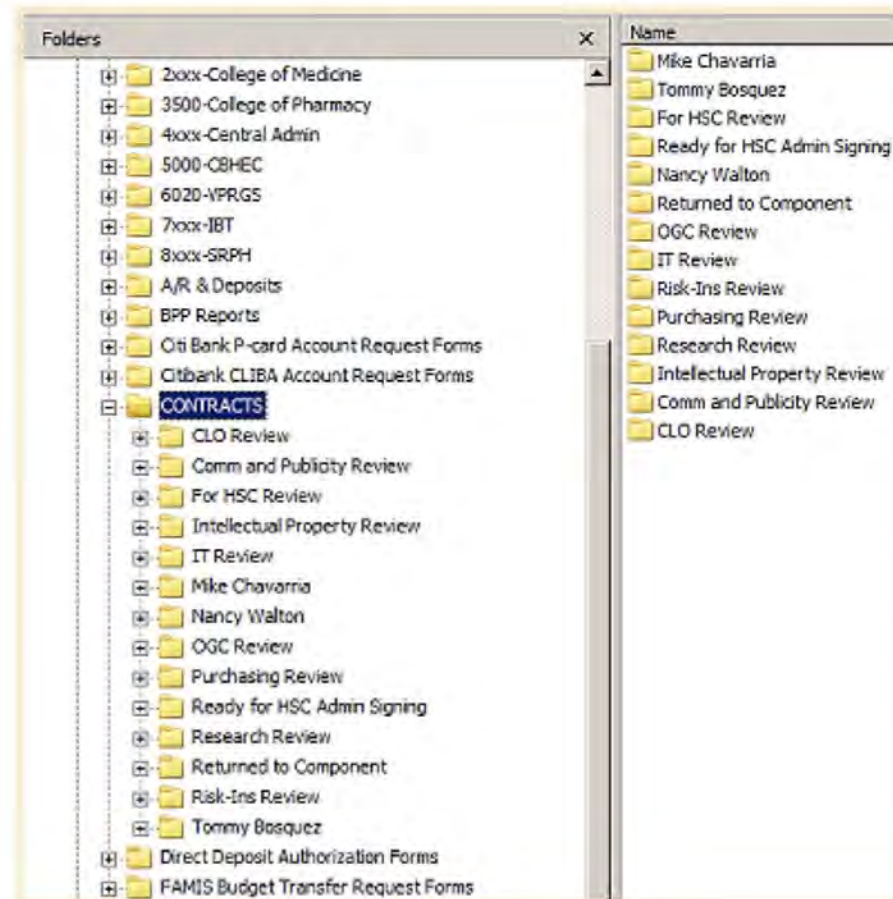 Folders
2xxx-College of Medicine
3500-College of Pharmacy
4xxx-Central Admin
5000-CBHEC
6020-VPRGS
7xxx-IBT
8xxx-SRPH
A/R & Deposits
BPP Reports
Citi Bank P-card Account Request Forms
Citibank CLIBA Account Request Forms
CONTRACTS
CLO Review
Comm and Publicity Review
For HSC Review
Intellectual Property Review
IT Review
Mike Chavarria
Nancy Walton
OGC Review
Purchasing Review
Ready for HSC Admin Signing
Research Review
Returned to Component
Risk-Ins Review
Tommy Bosquez
Direct Deposit Authorization Forms
FAMIS Budget Transfer Request Forms
Name
Mike Chavarria
Tommy Bosquez
For HSC Review
Ready for HSC Admin Signing
Nancy Walton
Returned to Component
OGC Review
IT Review
Risk-Ins Review
Purchasing Review
Research Review
Intellectual Property Review
Comm and Publicity Review
CLO Review